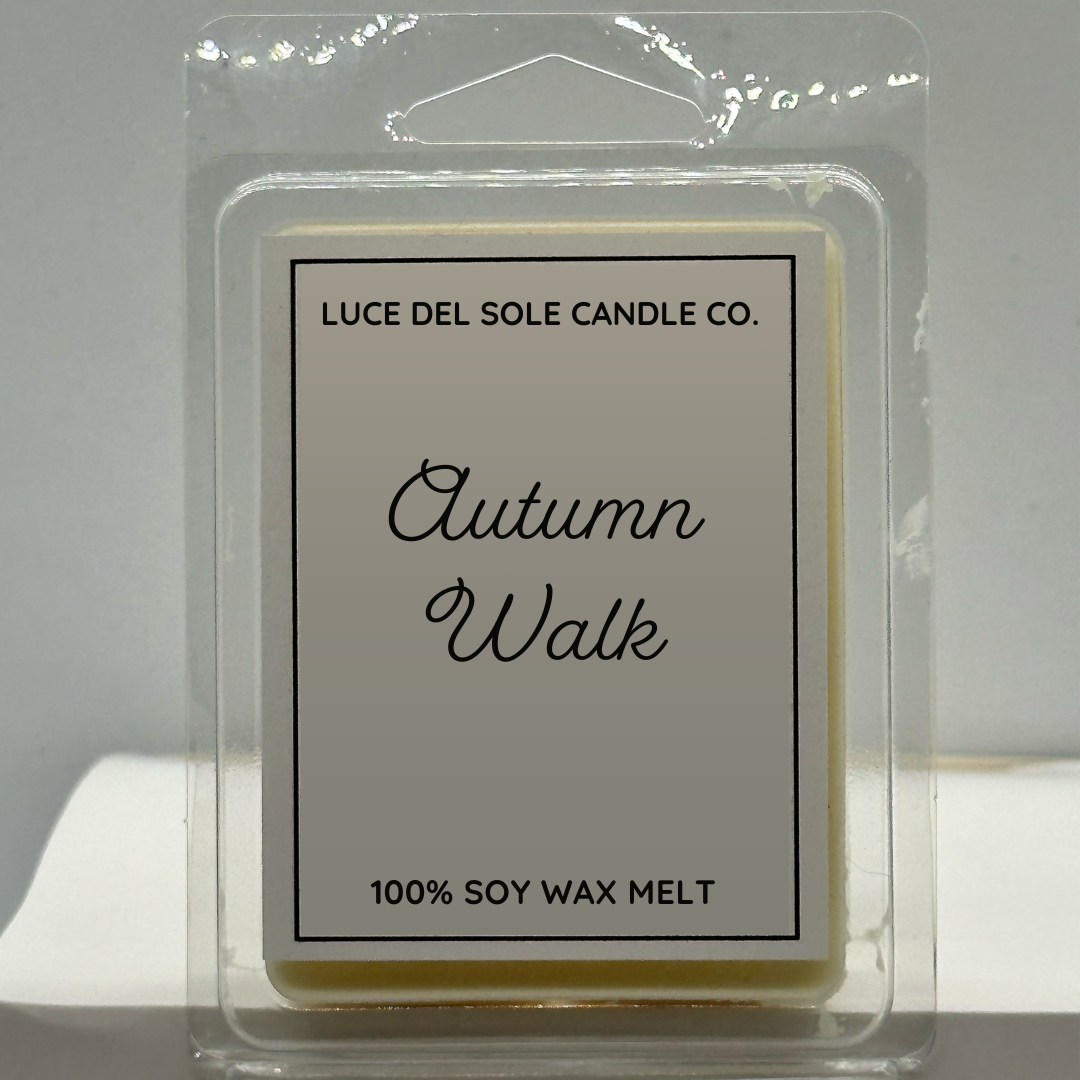 LUCE DEL SOLE CANDLE CO.
Autumn
Walk
100% SOY WAX MELT